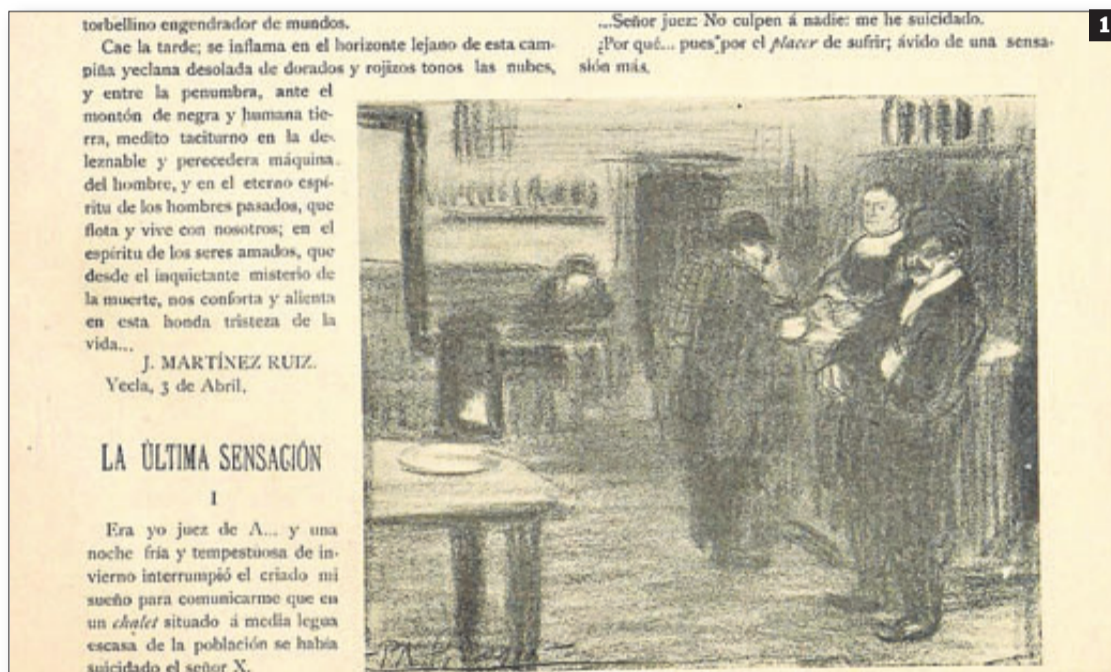 torbellino engendrador de mundos.
Cae la tarde; se inflama en el horizonte lejano de esta cam-
piña yeclana desolada de dorados y rojizos tonos las nubes,
y entre la penumbra, ante el
montón de negra y humana tie-
rra, medito taciturno en la de-
leznable y perecedera máquina
del hombre, y en el eterno espí-
ritu de los hombres pasados, que
flota y vive con nosotros; en el
espíritu de los seres amados, que
desde el inquietante misterio de
la muerte, nos conforta y alienta
en esta honda tristeza de la
vida...
J. MARTÍNEZ RUIZ.
Yecla, 3 de Abril.
LA ÚLTIMA SENSACIÓN
I
Era yo juez de A... y una
noche fría y tempestuosa de in-
vierno interrumpió el criado mi
sueño para comunicarme que en
un chalet situado á media legua
escasa de la población se había
suicidado el señor X.
...Señor juez: No culpen á nadie: me he suicidado.
¿Por qué... pues por el placer de sufrir; ávido de una sensa-
sión más.
1